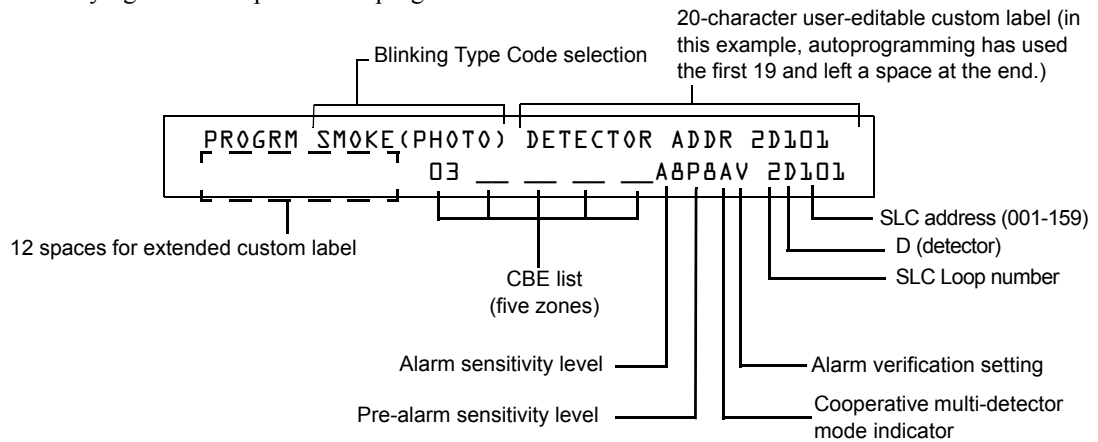 20-character user-editable custom label (in
this example, autoprogramming has used
the first 19 and left a space at the end.)
Blinking Type Code selection
PROGRM SMOKE(PHOTO) DETECTOR ADDR 2D101
03 __ __ __ __A8P8AV 2D101
SLC address (001-159)
12 spaces for extended custom label
D (detector)
CBE list
(five zones)
SLC Loop number
Alarm sensitivity level
Alarm verification setting
Pre-alarm sensitivity level
Cooperative multi-detector
mode indicator